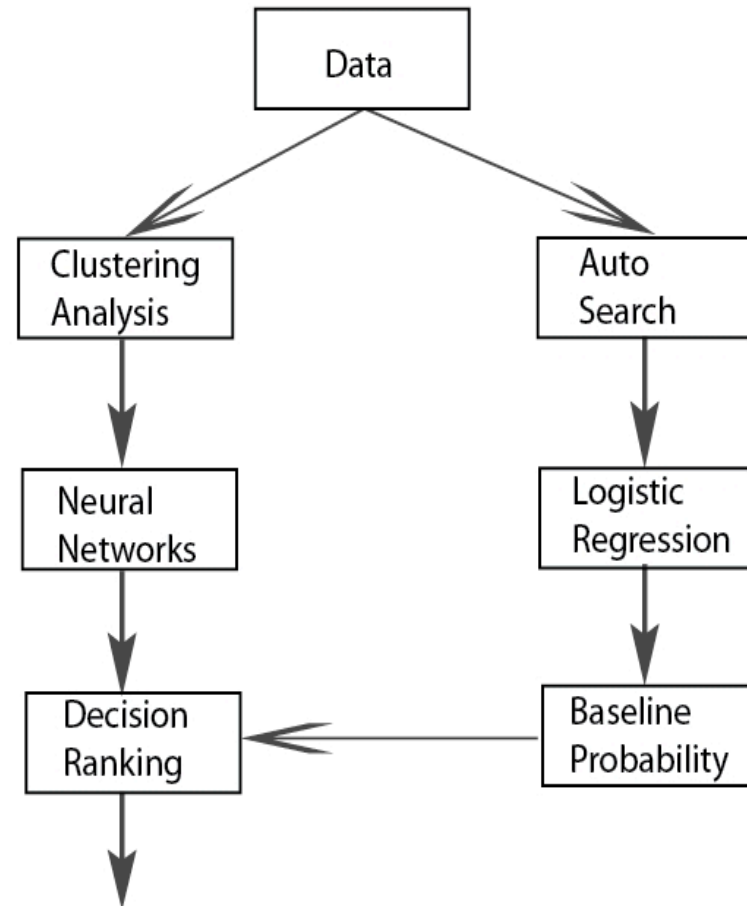 Data
Clustering
Analysis
Auto
Search
Neural
Networks
Logistic
Regression
Decision
Ranking
Baseline
Probability